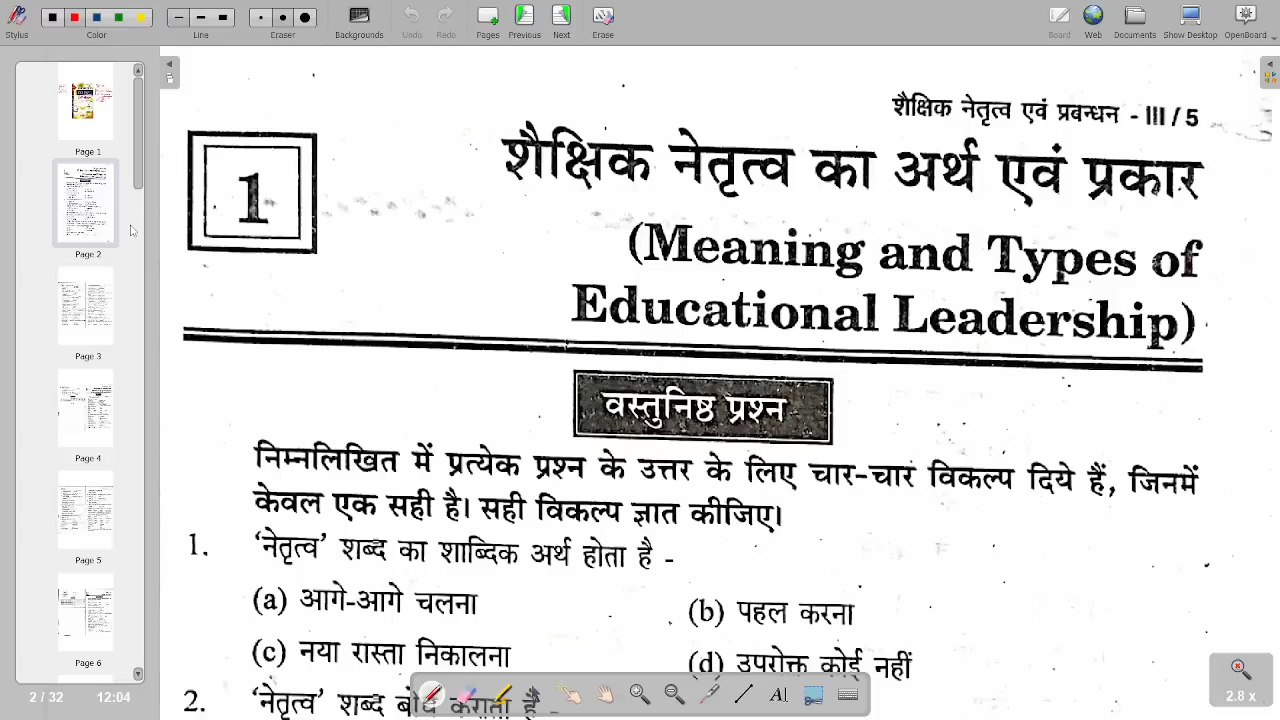 Stylus
Color
Line
Eraser
Backgrounds
Undo
Redo
Pages
Previous
Next
Erase
Board
Web
Documents
Show Desktop
OpenBoard
Page 1
Page 2
Page 3
Page 4
Page 5
Page 6
2 / 32
12:04
शैक्षिक नेतृत्व एवं प्रबन्धन - III / 5
1
शैक्षिक नेतृत्व का अर्थ एवं प्रकार
(Meaning and Types of
Educational Leadership)
वस्तुनिष्ठ प्रश्न
निम्नलिखित में प्रत्येक प्रश्न के उत्तर के लिए चार-चार विकल्प दिये हैं, जिनमें
केवल एक सही है। सही विकल्प ज्ञात कीजिए।
1. 'नेतृत्व' शब्द का शाब्दिक अर्थ होता है -
(a) आगे-आगे चलना (b) पहल करना
(c) नया रास्ता निकालना (d) उपरोक्त कोई नहीं
2. 'नेतृत्व' शब्द बोध कराता है -
2.8 x